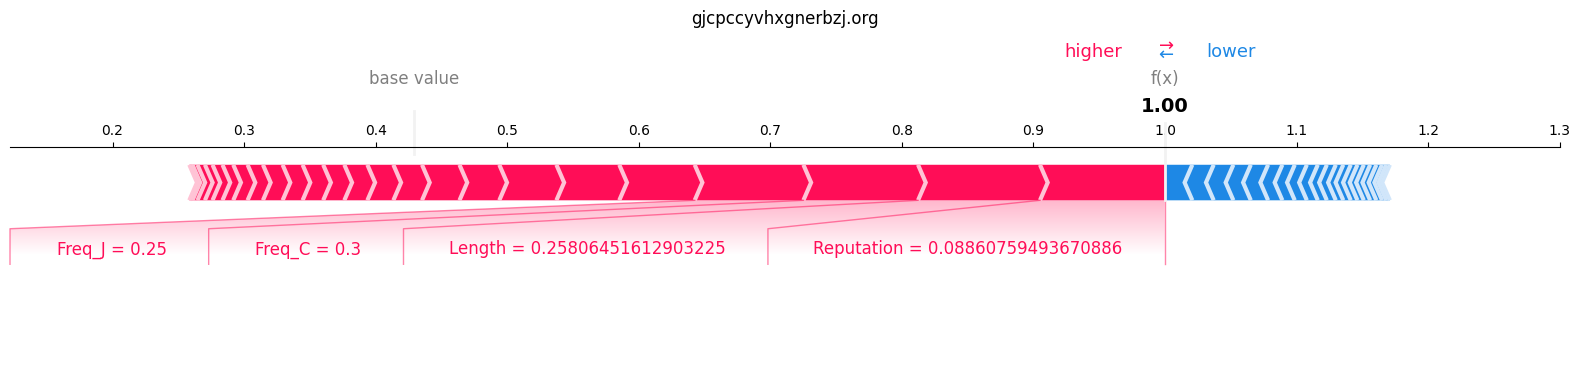 gjcpccyvhxgnerbzj.org
higher ⇄ lower
base value f(x)
1.00
0.2 0.3 0.4 0.5 0.6 0.7 0.8 0.9 1.0 1.1 1.2 1.3
Freq_J = 0.25 Freq_C = 0.3 Length = 0.25806451612903225 Reputation = 0.08860759493670886